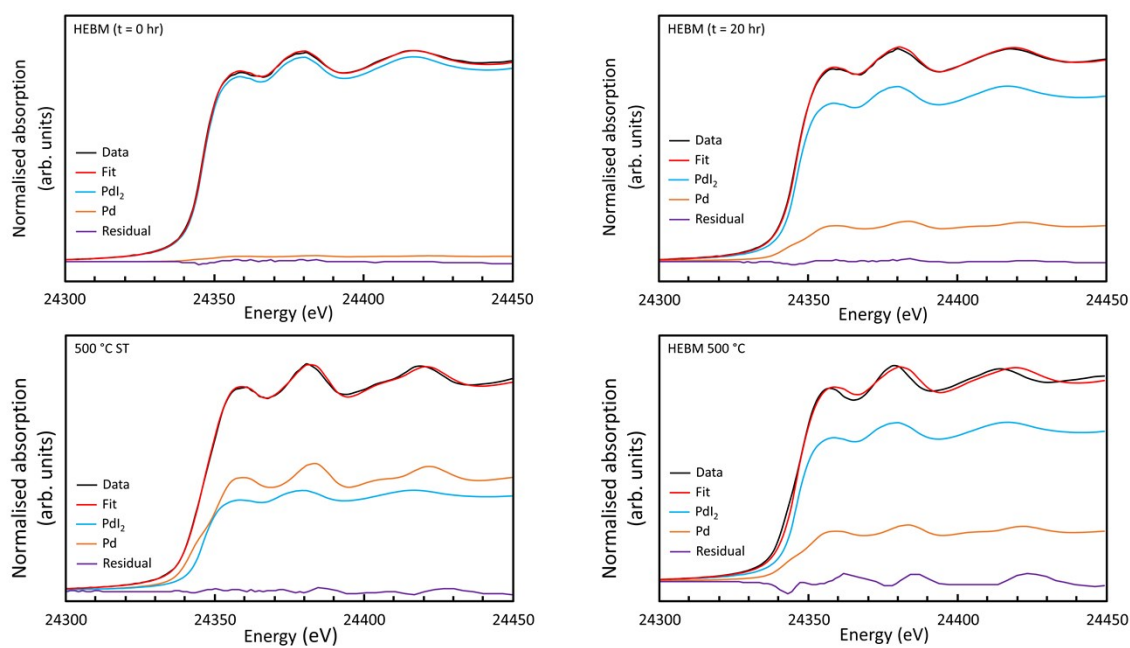 HEBM (t = 0 hr)
Normalised absorption
(arb. units)
Data
Fit
PdI₂
Pd
Residual
24300 24350 24400 24450
Energy (eV)
HEBM (t = 20 hr)
Normalised absorption
(arb. units)
Data
Fit
PdI₂
Pd
Residual
24300 24350 24400 24450
Energy (eV)
500 °C ST
Normalised absorption
(arb. units)
Data
Fit
PdI₂
Pd
Residual
24300 24350 24400 24450
Energy (eV)
HEBM 500 °C
Normalised absorption
(arb. units)
Data
Fit
PdI₂
Pd
Residual
24300 24350 24400 24450
Energy (eV)